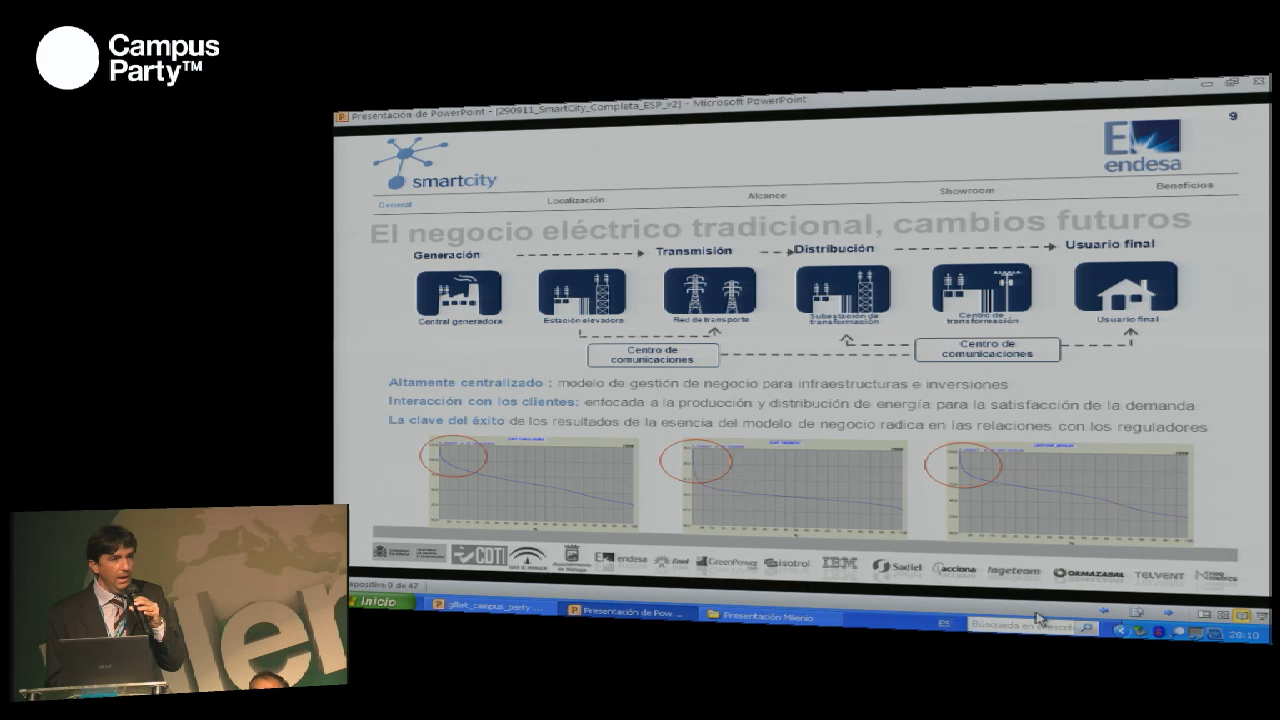 Campus
Party™
Presentación de PowerPoint - [290911_SmartCity_Completa_ESP_v2] - Microsoft PowerPoint
9
smartcity
endesa
General
Localización
Alcance
Showroom
Beneficios
El negocio eléctrico tradicional, cambios futuros
Generación
Transmisión
Distribución
Usuario final
Central generadora
Estación elevadora
Red de transporte
Subestación de
transformación
Centro de
transformación
Usuario final
Centro de
comunicaciones
Centro de
comunicaciones
Altamente centralizado : modelo de gestión de negocio para infraestructuras e inversiones
Interacción con los clientes: enfocada a la producción y distribución de energía para la satisfacción de la demanda
La clave del éxito de los resultados de la esencia del modelo de negocio radica en las relaciones con los reguladores
CDTI
endesa
Enel
GreenPower
isotrol
IBM
Sadiel
acciona
Ingeteam
ORMAZABAL
TELVENT
9 de 47
Inicio
Presentación de Pow...
Presentación Milenio
ES
Búsqueda en
20:10
acer